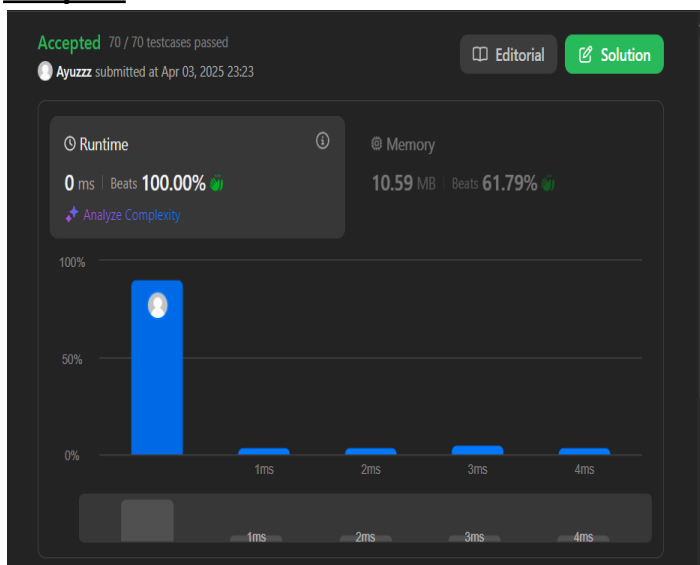 Accepted 70 / 70 testcases passed
Editorial
Solution
Ayuzzz submitted at Apr 03, 2025 23:23
Runtime
0 ms | Beats 100.00%
Analyze Complexity
Memory
10.59 MB | Beats 61.79%
100%
50%
0%
1ms 2ms 3ms 4ms
1ms 2ms 3ms 4ms